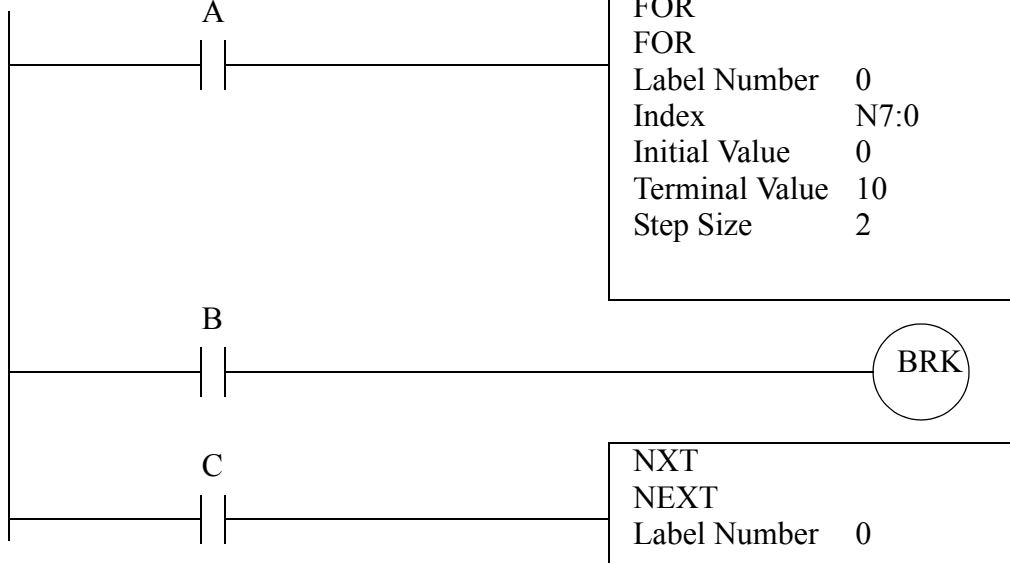 A
FOR
FOR
Label Number 0
Index N7:0
Initial Value 0
Terminal Value 10
Step Size 2
B
BRK
C
NXT
NEXT
Label Number 0